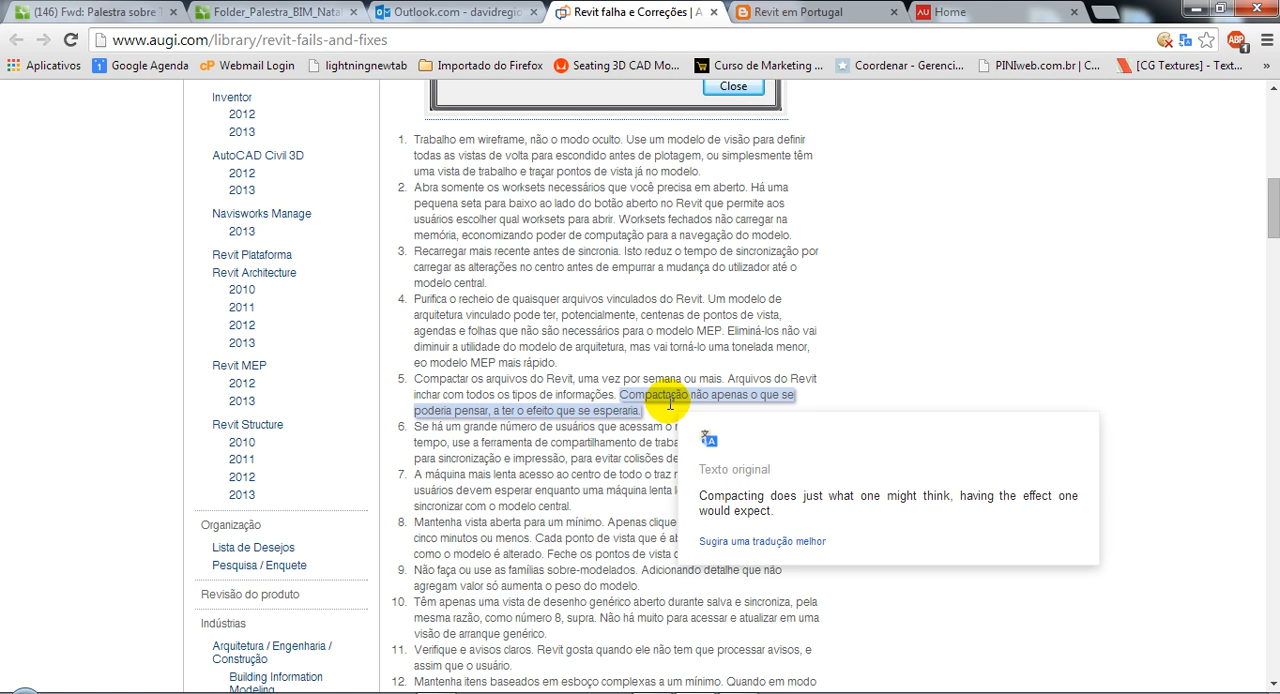 (146) Fwd: Palestra sobre T
Folder_Palestra_BIM_Nata
Outlook.com - davidregio
Revit falha e Correções | A
Revit em Portugal
AU Home
www.augi.com/library/revit-fails-and-fixes
ABP 1
Aplicativos
1 Google Agenda
cP Webmail Login
lightningnewtab
Importado do Firefox
Seating 3D CAD Mo...
Curso de Marketing ...
Coordenar - Gerenci...
PINIweb.com.br | C...
[CG Textures] - Text...
»
Inventor
2012
2013
AutoCAD Civil 3D
2012
2013
Navisworks Manage
2013
Revit Plataforma
Revit Architecture
2010
2011
2012
2013
Revit MEP
2012
2013
Revit Structure
2010
2011
2012
2013
Organização
Lista de Desejos
Pesquisa / Enquete
Revisão do produto
Indústrias
Arquitetura / Engenharia /
Construção
Building Information
Modeling
Close
1. Trabalho em wireframe, não o modo oculto. Use um modelo de visão para definir
todas as vistas de volta para escondido antes de plotagem, ou simplesmente têm
uma vista de trabalho e traçar pontos de vista já no modelo.
2. Abra somente os worksets necessários que você precisa em aberto. Há uma
pequena seta para baixo ao lado do botão aberto no Revit que permite aos
usuários escolher qual worksets para abrir. Worksets fechados não carregar na
memória, economizando poder de computação para a navegação do modelo.
3. Recarregar mais recente antes de sincronia. Isto reduz o tempo de sincronização por
carregar as alterações no centro antes de empurrar a mudança do utilizador até o
modelo central.
4. Purifica o recheio de quaisquer arquivos vinculados do Revit. Um modelo de
arquitetura vinculado pode ter, potencialmente, centenas de pontos de vista,
agendas e folhas que não são necessários para o modelo MEP. Eliminá-los não vai
diminuir a utilidade do modelo de arquitetura, mas vai torná-lo uma tonelada menor,
eo modelo MEP mais rápido.
5. Compactar os arquivos do Revit, uma vez por semana ou mais. Arquivos do Revit
inchar com todos os tipos de informações. Compactação não apenas o que se
poderia pensar, a ter o efeito que se esperaria.
6. Se há um grande número de usuários que acessam o
tempo, use a ferramenta de compartilhamento de
para sincronização e impressão, para evitar colisões
7. A máquina mais lenta acesso ao centro de todo o traz
usuários devem esperar enquanto uma máquina lenta
sincronizar com o modelo central.
8. Mantenha vista aberta para um mínimo. Apenas clique
cinco minutos ou menos. Cada ponto de vista que é
como o modelo é alterado. Feche os pontos de vista
9. Não faça ou use as famílias sobre-modelados. Adicionando detalhe que não
agregam valor só aumenta o peso do modelo.
10. Têm apenas uma vista de desenho genérico aberto durante salva e sincroniza, pela
mesma razão, como número 8, supra. Não há muito para acessar e atualizar em uma
visão de arranque genérico.
11. Verifique e avisos claros. Revit gosta quando ele não tem que processar avisos, e
assim que o usuário.
12. Mantenha itens baseados em esboço complexas a um mínimo. Quando em modo
Texto original
Compacting does just what one might think, having the effect one
would expect.
Sugira uma tradução melhor